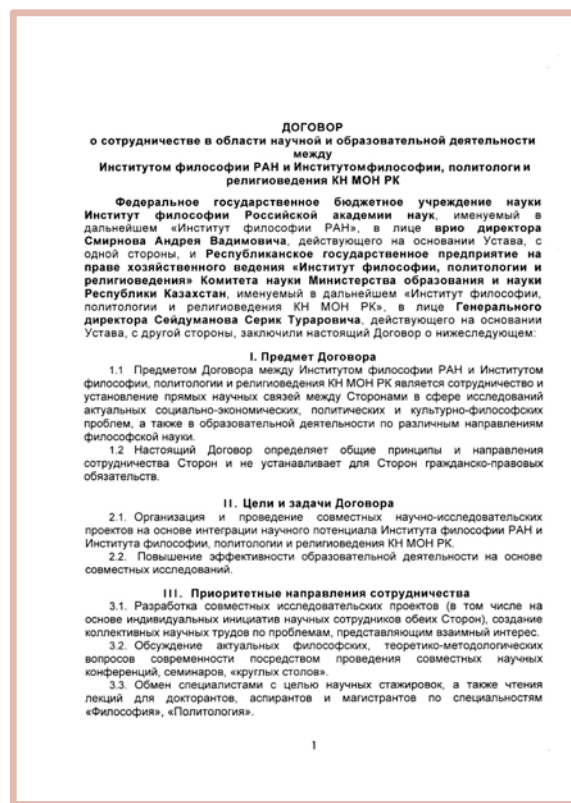 ДОГОВОР
о сотрудничестве в области научной и образовательной деятельности
между
Институтом философии РАН и Институтомфилософии, политологи и
религиоведения КН МОН РК
Федеральное государственное бюджетное учреждение науки
Институт философии Российской академии наук, именуемый в
дальнейшем «Институт философии РАН», в лице врио директора
Смирнова Андрея Вадимовича, действующего на основании Устава, с
одной стороны, и Республиканское государственное предприятие на
праве хозяйственного ведения «Институт философии, политологии и
религиоведения» Комитета науки Министерства образования и науки
Республики Казахстан, именуемый в дальнейшем «Институт философии,
политологии и религиоведения КН МОН РК», в лице Генерального
директора Сейдуманова Серик Тураровича, действующего на основании
Устава, с другой стороны, заключили настоящий Договор о нижеследующем:
I. Предмет Договора
1.1 Предметом Договора между Институтом философии РАН и Институтом
философии, политологии и религиоведения КН МОН РК является сотрудничество и
установление прямых научных связей между Сторонами в сфере исследований
актуальных социально-экономических, политических и культурно-философских
проблем, а также в образовательной деятельности по различным направлениям
философской науки.
1.2 Настоящий Договор определяет общие принципы и направления
сотрудничества Сторон и не устанавливает для Сторон гражданско-правовых
обязательств.
II. Цели и задачи Договора
2.1. Организация и проведение совместных научно-исследовательских
проектов на основе интеграции научного потенциала Института философии РАН и
Института философии, политологии и религиоведения КН МОН РК.
2.2. Повышение эффективности образовательной деятельности на основе
совместных исследований.
III. Приоритетные направления сотрудничества
3.1. Разработка совместных исследовательских проектов (в том числе на
основе индивидуальных инициатив научных сотрудников обеих Сторон), создание
коллективных научных трудов по проблемам, представляющим взаимный интерес.
3.2. Обсуждение актуальных философских, теоретико-методологических
вопросов современности посредством проведения совместных научных
конференций, семинаров, «круглых столов».
3.3. Обмен специалистами с целью научных стажировок, а также чтения
лекций для докторантов, аспирантов и магистрантов по специальностям
«Философия», «Политология».
1